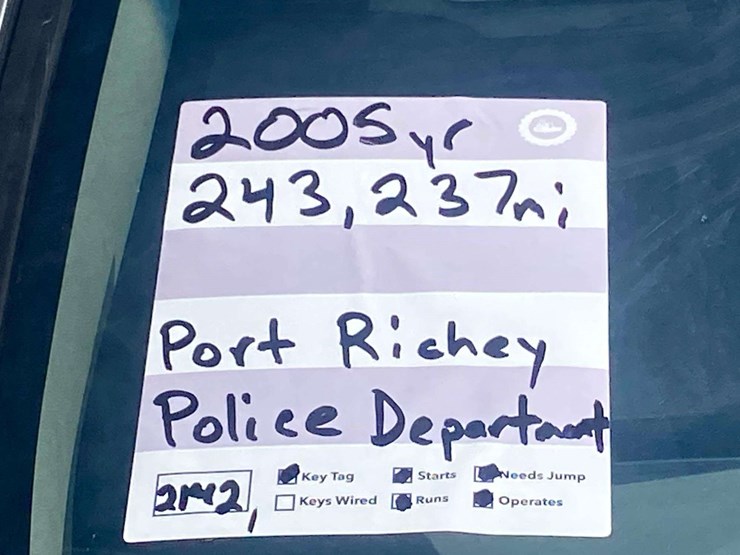 2005yr
243,237mi
Port Richey
Police Department
Key Tag Starts Needs Jump
Keys Wired Runs Operates